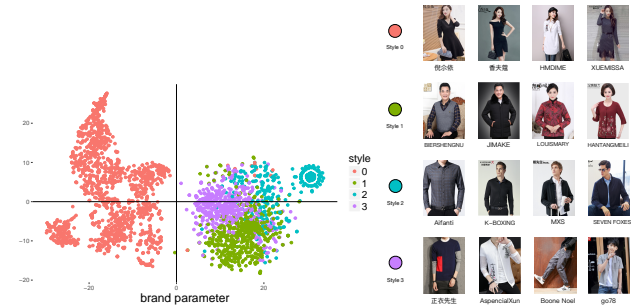 20
10
0
−10
−20
−20
0
20
brand parameter
style
0
1
2
3
Style 0
倪尒依
香夫蔻
HMDIME
XUEMISSA
Style 1
BIERSHENGNU
JIMAKE
LOUISMARY
HANTANGMEILI
Style 2
Aifanti
K-BOXING
MXS
SEVEN FOXES
Style 3
正衣先生
AspencialXun
Boone Noel
go78